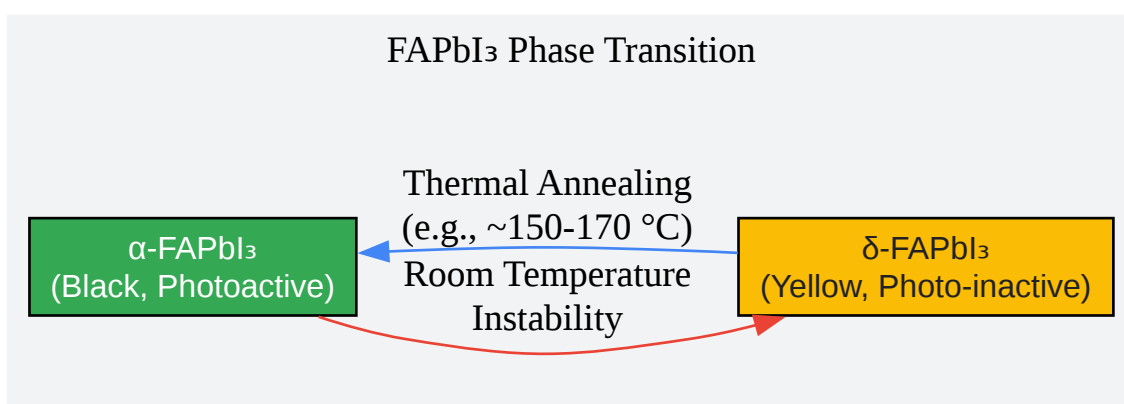 FAPbI₃ Phase Transition
Thermal Annealing
(e.g., ~150-170 °C)
α-FAPbI₃
(Black, Photoactive)
δ-FAPbI₃
(Yellow, Photo-inactive)
Room Temperature
Instability